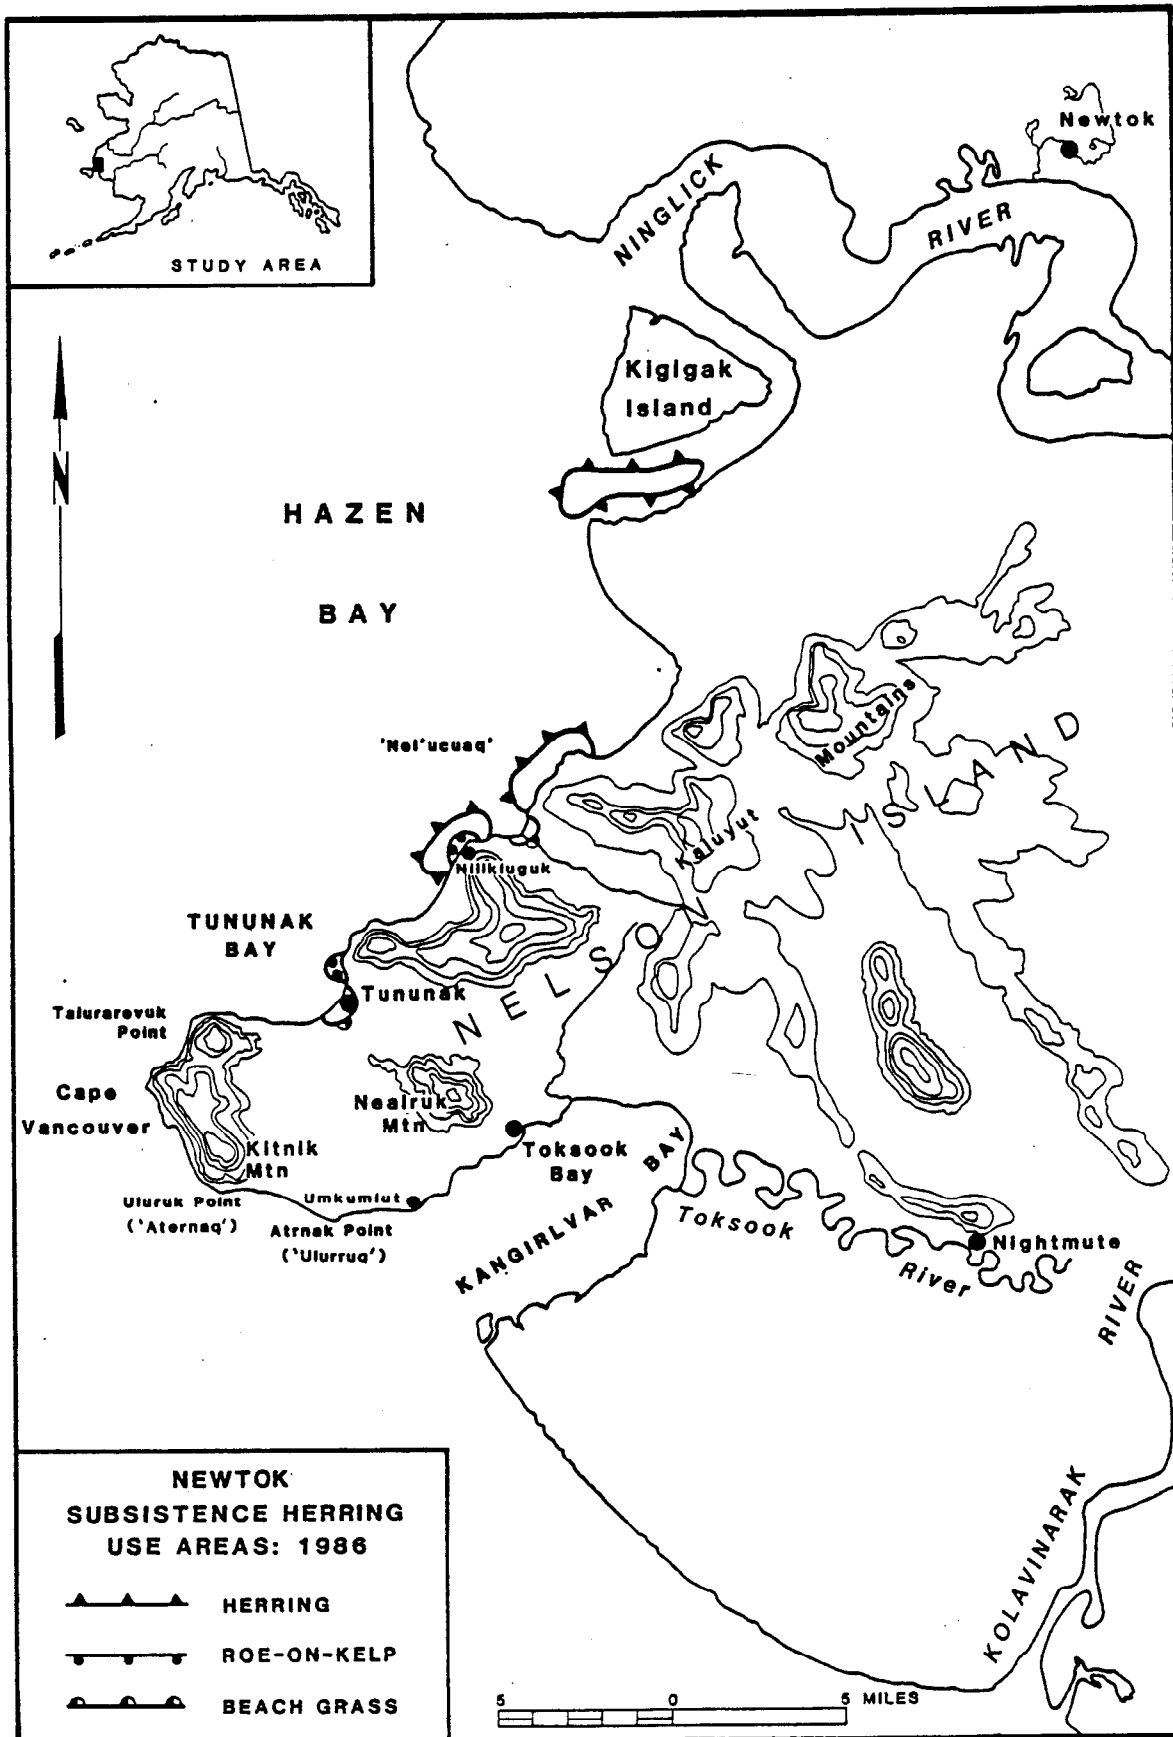 STUDY AREA
Newtok
NINGLICK
RIVER
Kigigak
Island
N
HAZEN
BAY
'Nel'ucuaq'
Mountains
Kaluyut
NELSON ISLAND
Nilikluguk
TUNUNAK
BAY
Tununak
Talurarevuk
Point
Cape
Vancouver
Nealruk
Mtn
Kitnik
Mtn
Toksook
Bay
Uluruk Point
('Aternaq')
Umkumiut
Atrnak Point
('Ulurruq')
KANGIRLVAR BAY
Toksook
River
Nightmute
RIVER
KOLAVINARAK
NEWTOK
SUBSISTENCE HERRING
USE AREAS: 1986
HERRING
ROE-ON-KELP
BEACH GRASS
5 0 5 MILES